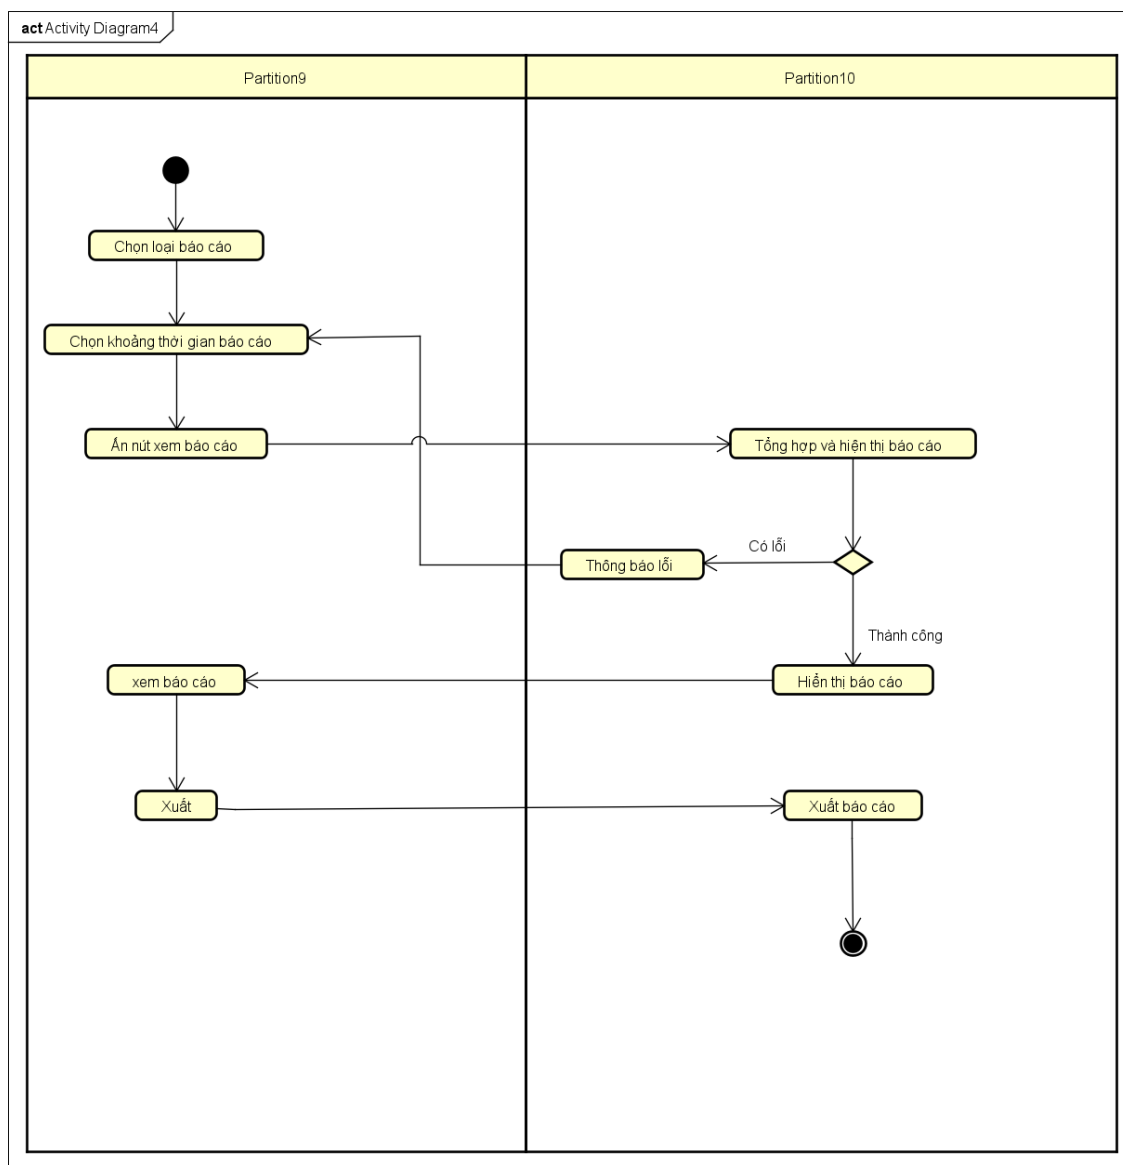 act Activity Diagram4
Partition9
Partition10
Chọn loại báo cáo
Chọn khoảng thời gian báo cáo
Ấn nút xem báo cáo
Tổng hợp và hiện thị báo cáo
Có lỗi
Thông báo lỗi
Thành công
xem báo cáo
Hiển thị báo cáo
Xuất
Xuất báo cáo